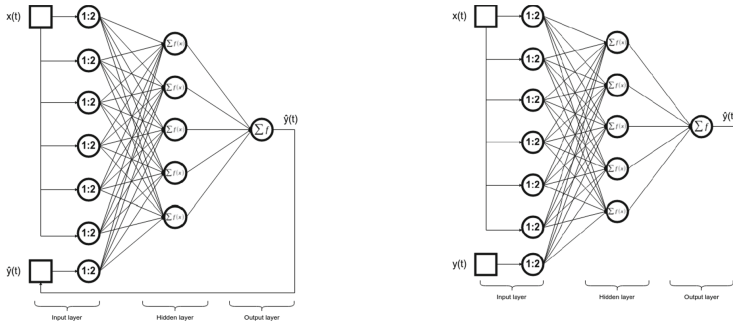 x(t)
1:2
1:2
1:2
1:2
1:2
1:2
1:2
∑f(x)
∑f(x)
∑f(x)
∑f(x)
∑f(x)
∑f
ŷ(t)
ŷ(t)
Input layer
Hidden layer
Output layer
x(t)
1:2
1:2
1:2
1:2
1:2
1:2
1:2
∑f(x)
∑f(x)
∑f(x)
∑f(x)
∑f(x)
∑f
ŷ(t
y(t)
Input layer
Hidden layer
Output layer